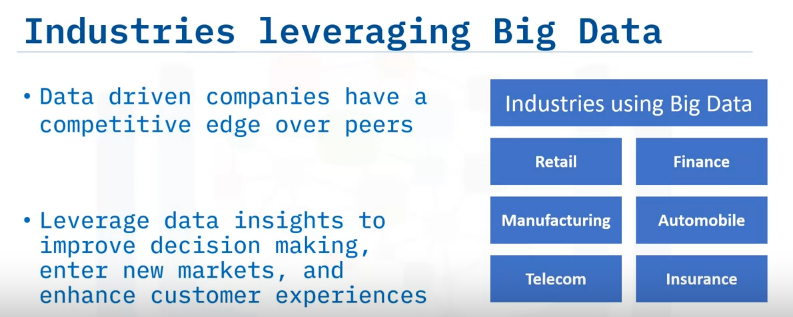 Industries leveraging Big Data
• Data driven companies have a
competitive edge over peers
• Leverage data insights to
improve decision making,
enter new markets, and
enhance customer experiences
Industries using Big Data
Retail
Finance
Manufacturing
Automobile
Telecom
Insurance